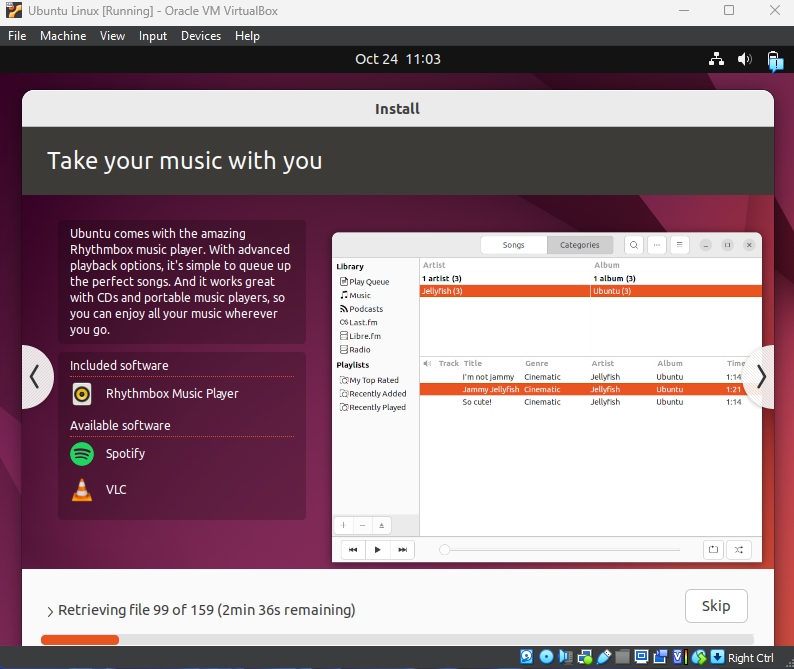 Ubuntu Linux [Running] - Oracle VM VirtualBox
File Machine View Input Devices Help
Oct 24 11:03
Install
Take your music with you
Ubuntu comes with the amazing
Rhythmbox music player. With advanced
playback options, it's simple to queue up
the perfect songs. And it works great
with CDs and portable music players, so
you can enjoy all your music wherever
you go.
Included software
Rhythmbox Music Player
Available software
Spotify
VLC
Songs Categories
Library
Play Queue
Music
Podcasts
Last.fm
Libre.fm
Radio
Playlists
My Top Rated
Recently Added
Recently Played
Artist Album
1 artist (3) 1 album (3)
Jellyfish (3) Ubuntu (3)
Track Title Genre Artist Album Time
I'm not jammy Cinematic Jellyfish Ubuntu 1:14
Jammy Jellyfish Cinematic Jellyfish Ubuntu 1:21
So cute! Cinematic Jellyfish Ubuntu 1:14
Retrieving file 99 of 159 (2min 36s remaining)
Skip
Right Ctrl